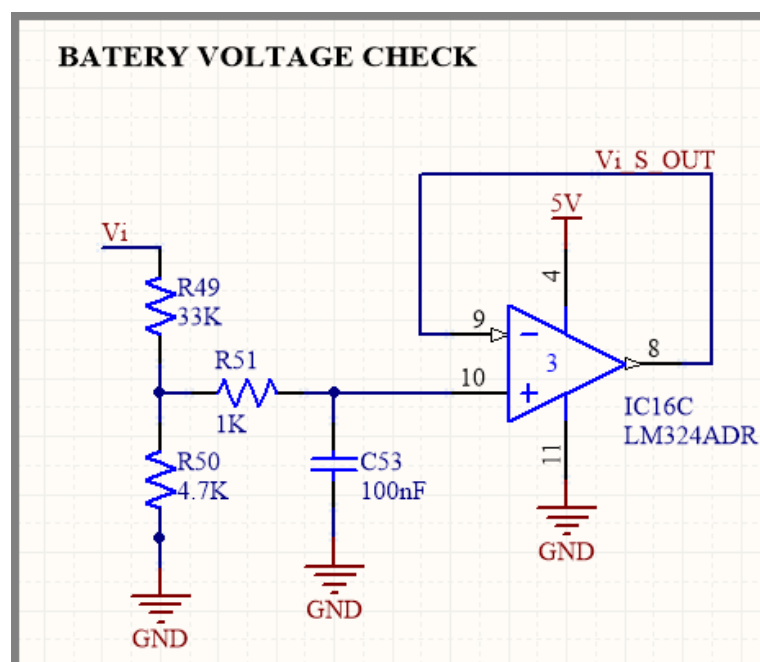 BATERY VOLTAGE CHECK
Vi_S_OUT
5V
Vi
4
R49
33K
9
−
3
8
R51
1K
10
+
IC16C
LM324ADR
R50
4.7K
C53
100nF
11
GND
GND
GND